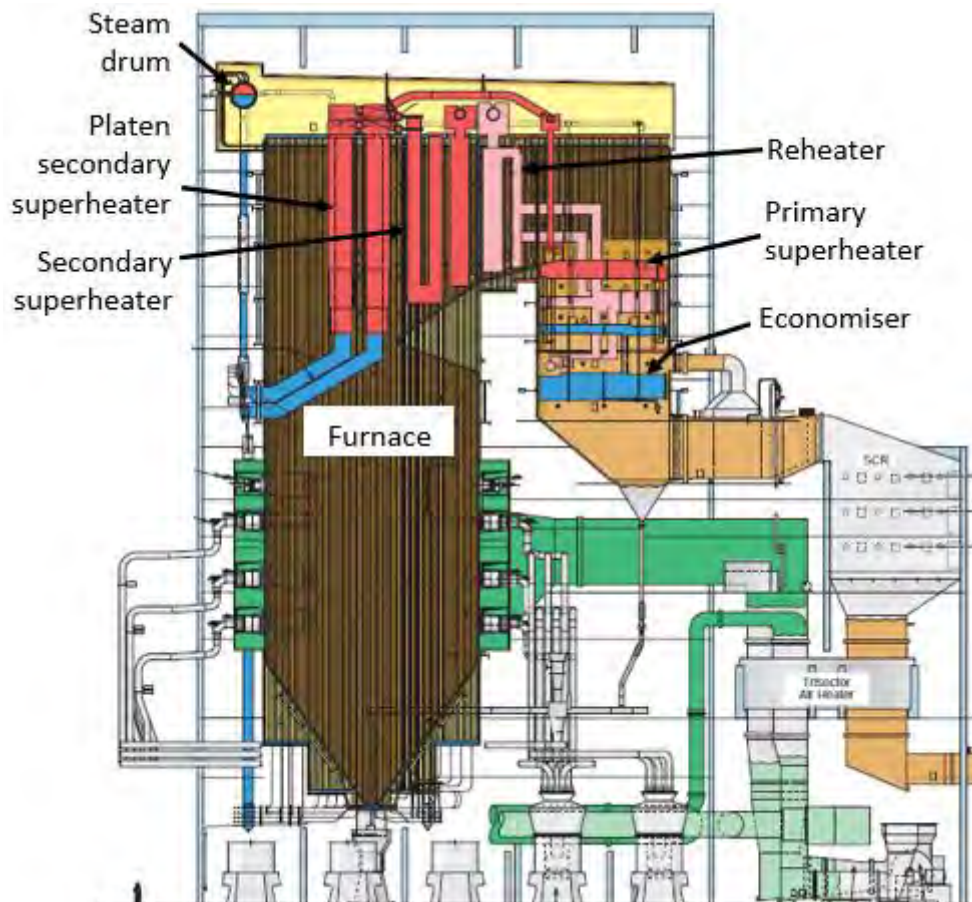 Steam
drum
Platen
secondary
superheater
Secondary
superheater
Reheater
Primary
superheater
Economiser
Furnace
SCR
Trisector
Air Heater